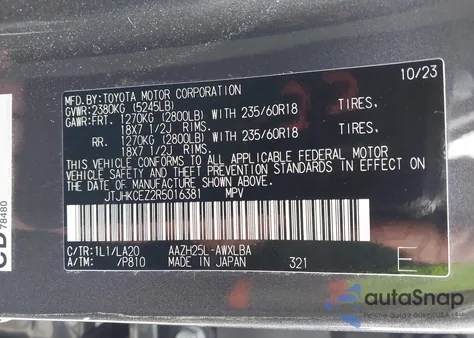 MFD.BY:TOYOTA MOTOR CORPORATION 10/23
GVWR:2380KG (5245LB)
GAWR:FRT. 1270KG (2800LB) WITH 235/60R18 TIRES.
18X7 1/2J RIMS.
RR. 1270KG (2800LB) WITH 235/60R18 TIRES.
18X7 1/2J RIMS.
THIS VEHICLE CONFORMS TO ALL APPLICABLE FEDERAL MOTOR
VEHICLE SAFETY AND THEFT PREVENTION STANDARDS IN EFFECT
ON THE DATE OF MANUFACTURE SHOWN ABOVE.
JTJHKCEZ2R5016381 MPV
C/TR:1L1/LA20 AAZH25L-AWXLBA
A/TM: /P810 MADE IN JAPAN 321 E
78480
autoSnap